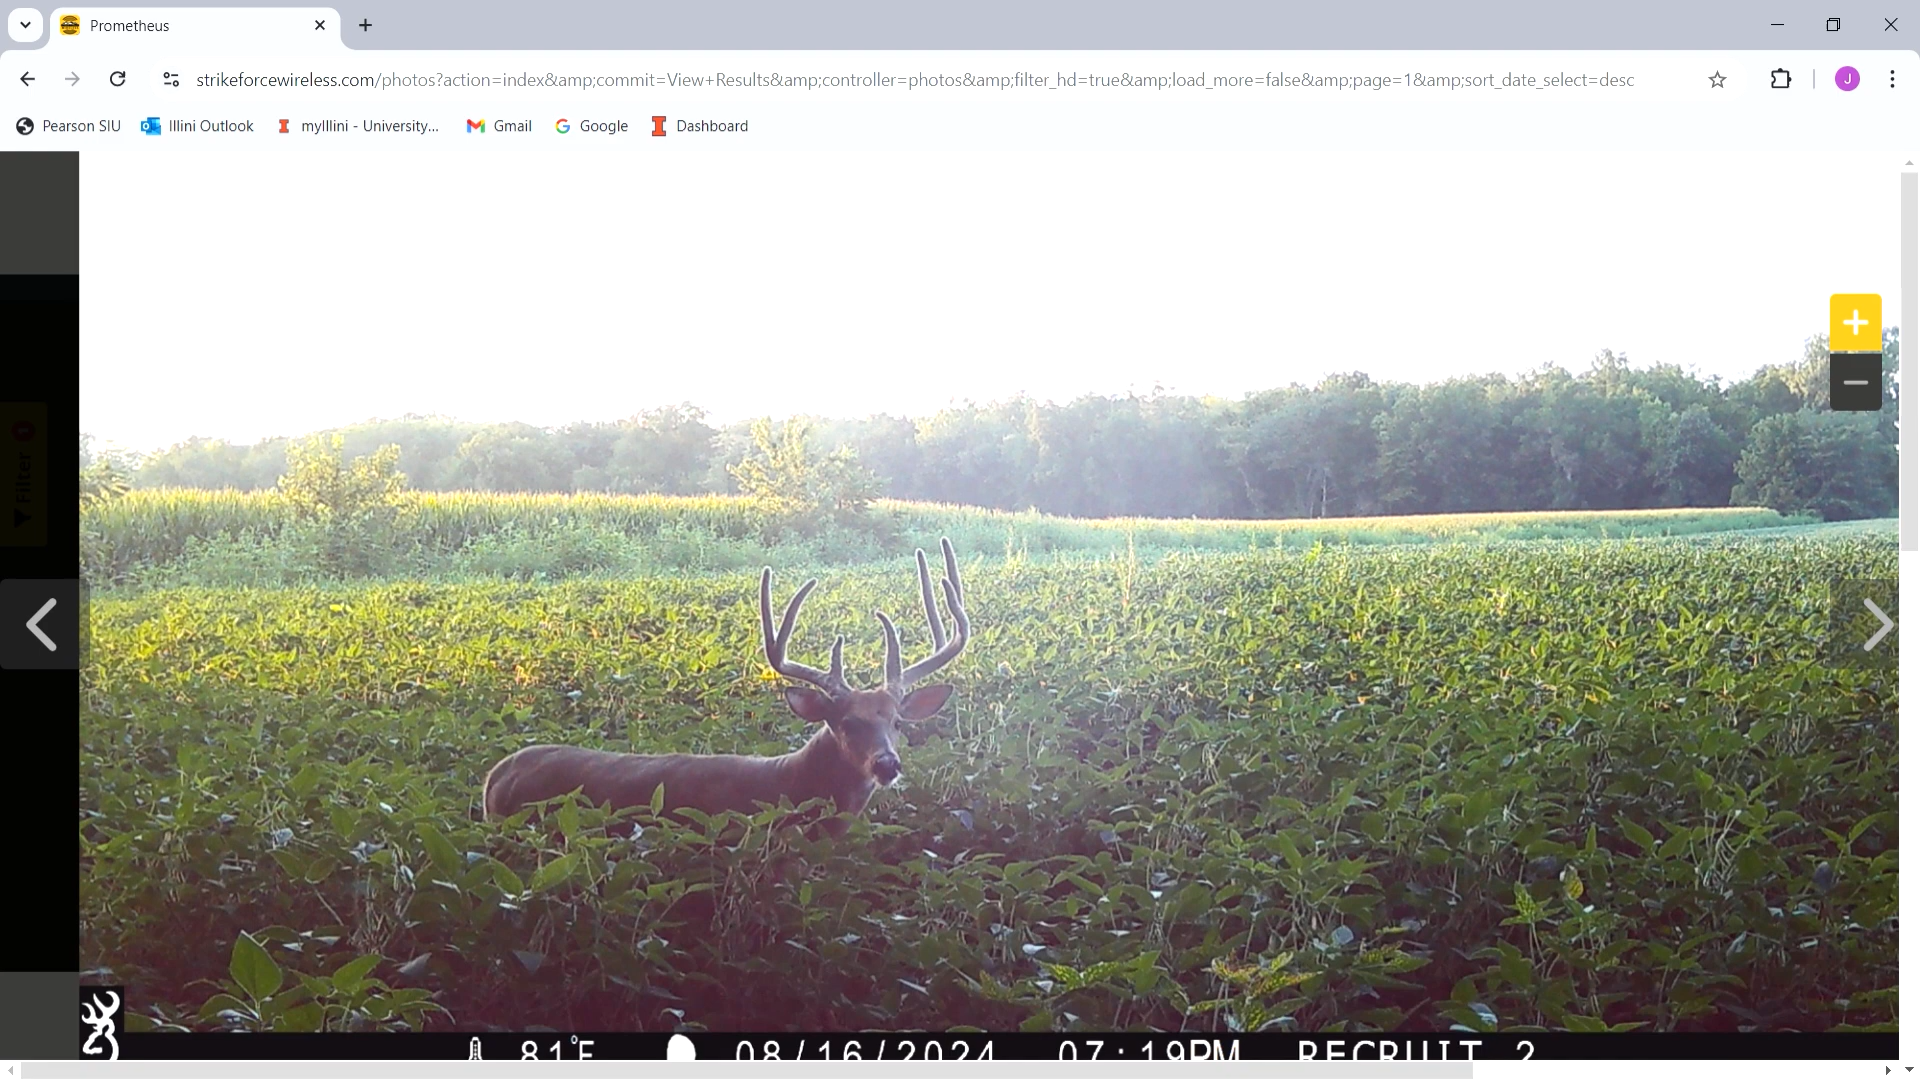 Prometheus
strikeforcewireless.com/photos?action=index&amp;commit=View+Results&amp;controller=photos&amp;filter_hd=true&amp;load_more=false&amp;page=1&amp;sort_date_select=desc
J
Pearson SIU
Illini Outlook
myIllini - University...
Gmail
Google
Dashboard
Filter
81°F 08/16/2024 07:19PM RECRUIT 2